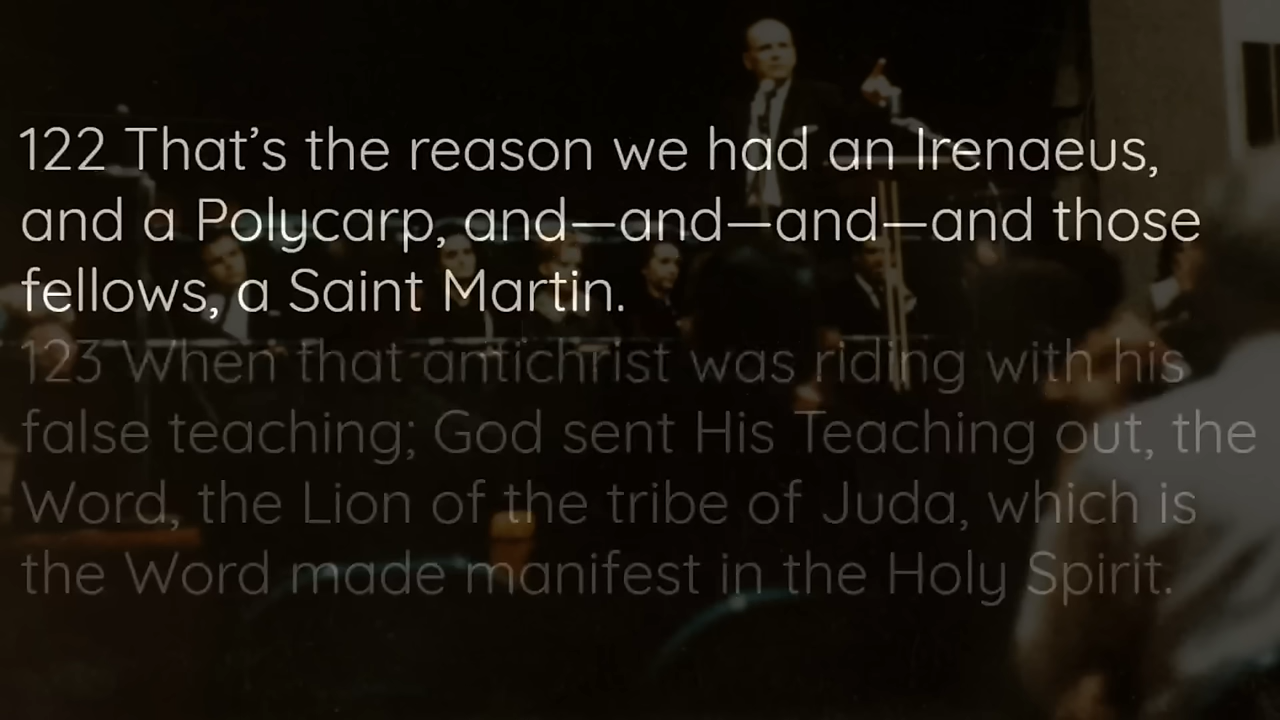 122 That’s the reason we had an Irenaeus,
and a Polycarp, and—and—and—and those
fellows, a Saint Martin.
123 When that antichrist was riding with his
false teaching; God sent His Teaching out, the
Word, the Lion of the tribe of Juda, which is
the Word made manifest in the Holy Spirit.